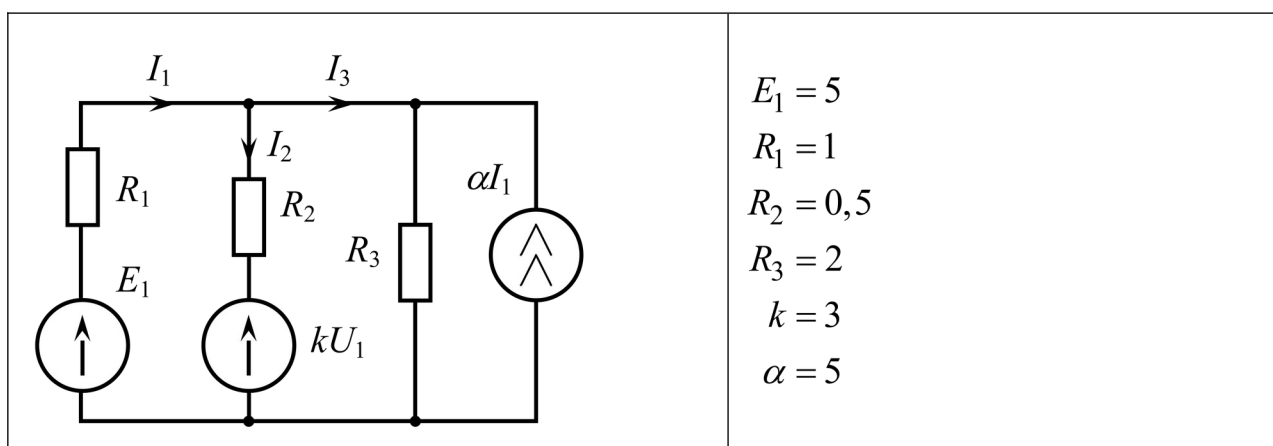 I₁ I₃
I₂
R₁ R₂ αI₁
R₃
E₁
kU₁
E₁ = 5
R₁ = 1
R₂ = 0,5
R₃ = 2
k = 3
α = 5